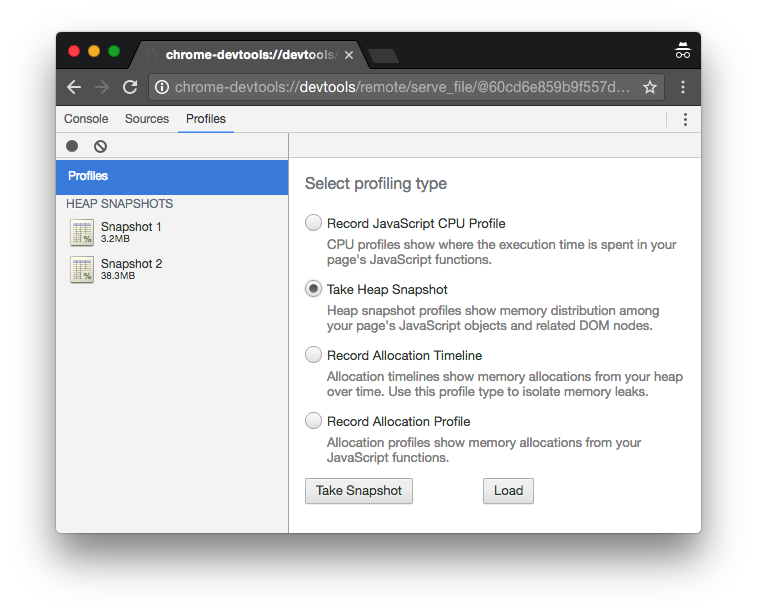 chrome-devtools://devtools/
chrome-devtools://devtools/remote/serve_file/@60cd6e859b9f557d...
Console Sources Profiles
Profiles
HEAP SNAPSHOTS
Snapshot 1
3.2MB
Snapshot 2
38.3MB
Select profiling type
Record JavaScript CPU Profile
CPU profiles show where the execution time is spent in your
page's JavaScript functions.
Take Heap Snapshot
Heap snapshot profiles show memory distribution among
your page's JavaScript objects and related DOM nodes.
Record Allocation Timeline
Allocation timelines show memory allocations from your heap
over time. Use this profile type to isolate memory leaks.
Record Allocation Profile
Allocation profiles show memory allocations from your
JavaScript functions.
Take Snapshot Load